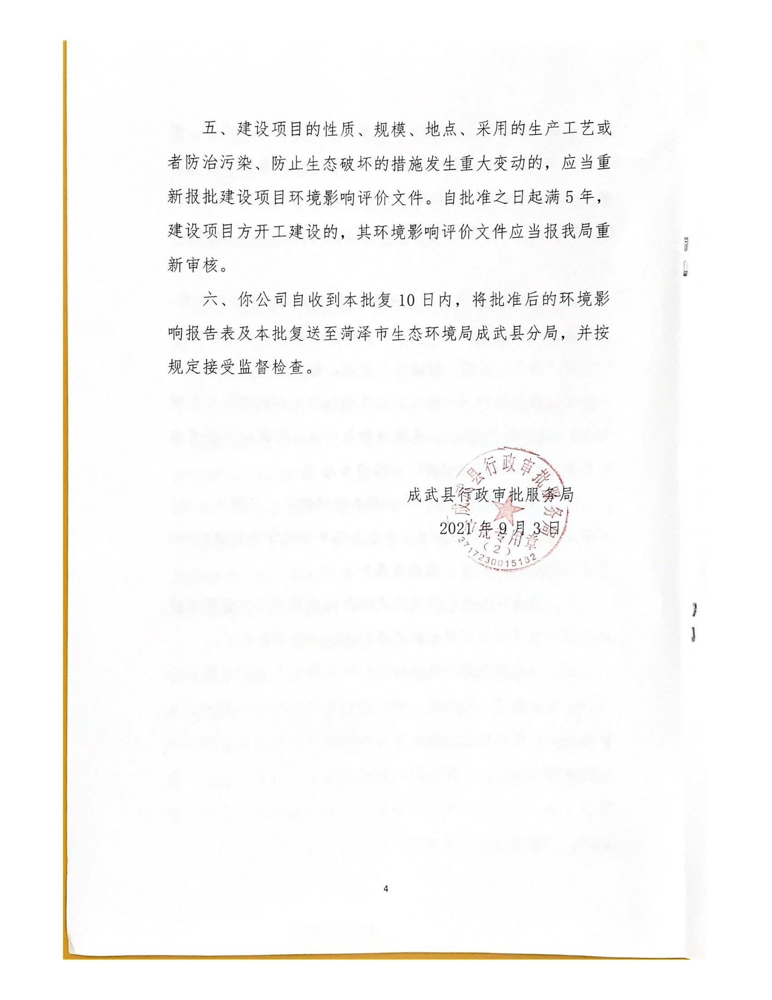 五、建设项目的性质、规模、地点、采用的生产工艺或
者防治污染、防止生态破坏的措施发生重大变动的，应当重
新报批建设项目环境影响评价文件。自批准之日起满5年，
建设项目方开工建设的，其环境影响评价文件应当报我局重
新审核。
六、你公司自收到本批复10日内，将批准后的环境影
响报告表及本批复送至菏泽市生态环境局成武县分局，并按
规定接受监督检查。
成武县行政审批服务局
成武县行政审批服务局
2021年9月3日
审批专用章
（2）
3717230015182
4